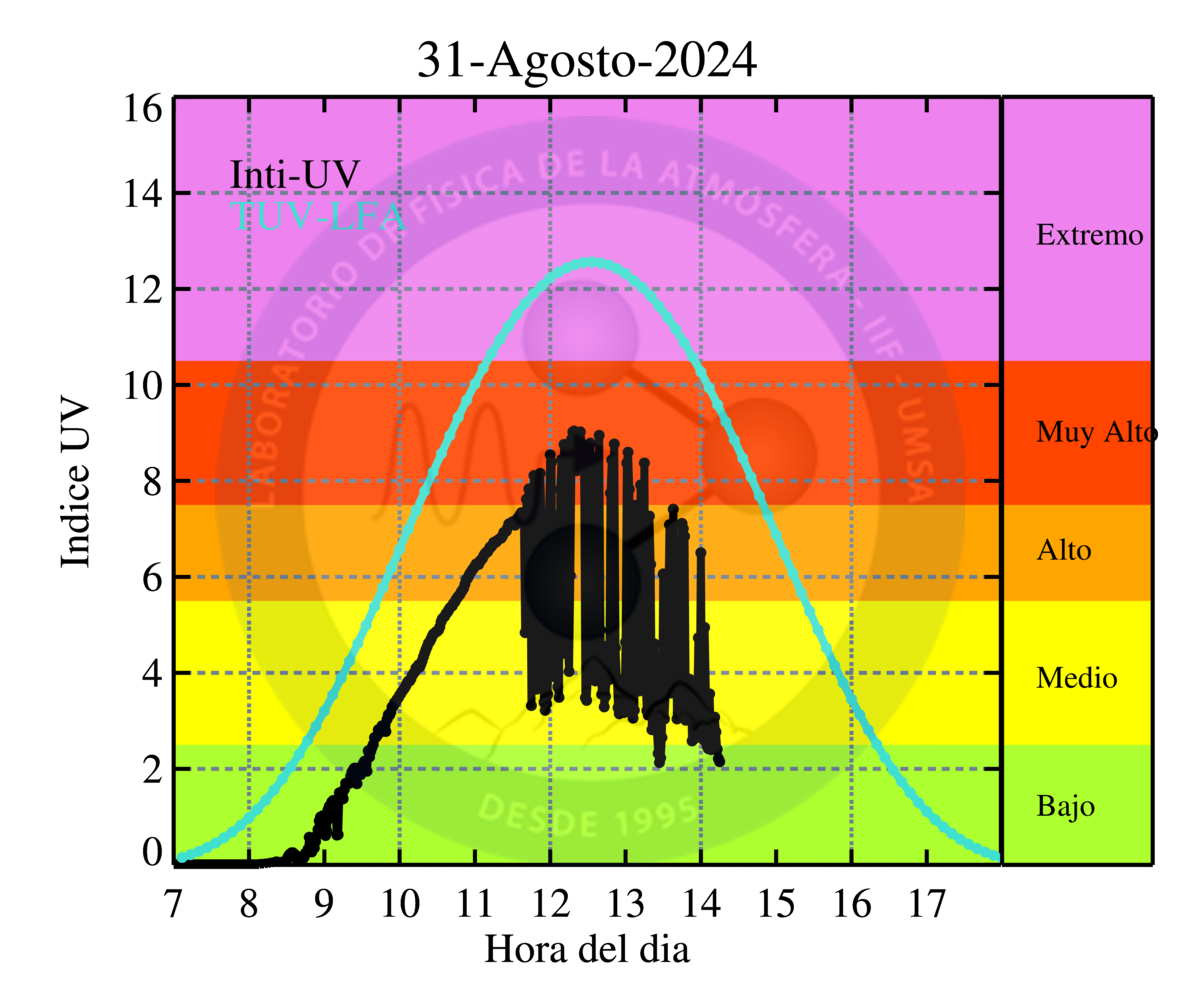 31-Agosto-2024
16
14
12
10
8
6
4
2
0
Indice UV
Inti-UV
TUV-LFA
LABORATORIO DE FÍSICA DE LA ATMÓSFERA - IIF - UMSA
DESDE 1995
Extremo
Muy Alto
Alto
Medio
Bajo
7 8 9 10 11 12 13 14 15 16 17
Hora del dia